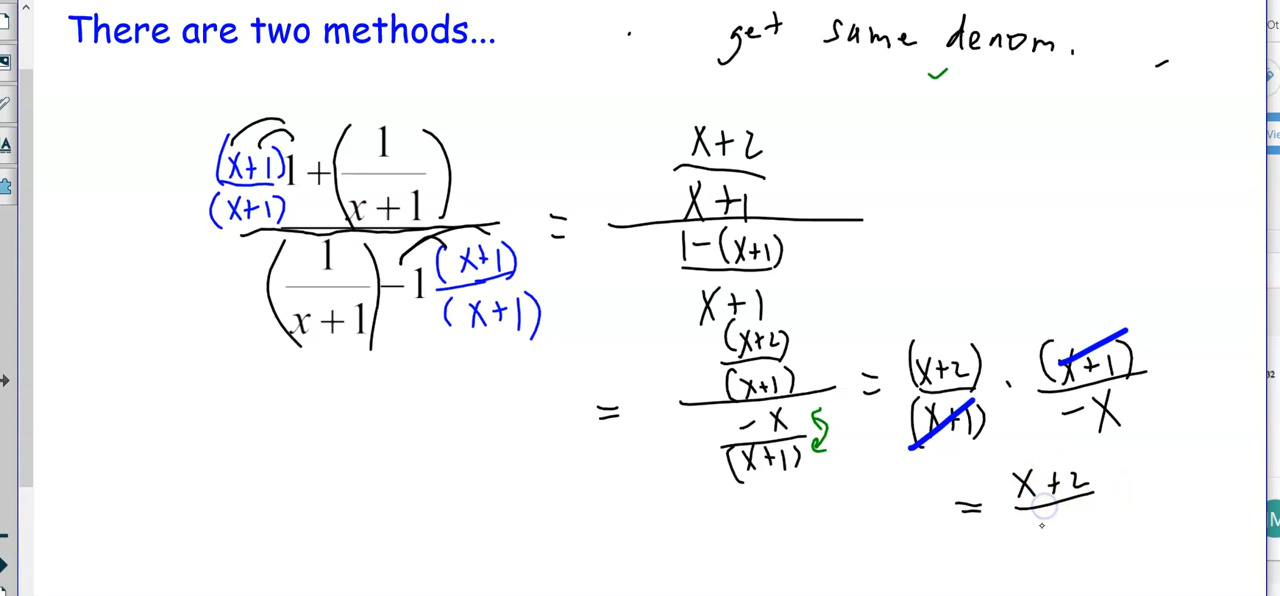 There are two methods...
get same denom.
(x+1)/(x+1) 1 + (1/(x+1))
(1/(x+1)) - 1 (x+1)/(x+1)
=
x+2
x+1
1-(x+1)
x+1
=
(x+2)
(x+1)
-x
(x+1)
= (x+2)/(x+1) · (x+1)/-x
= x+2